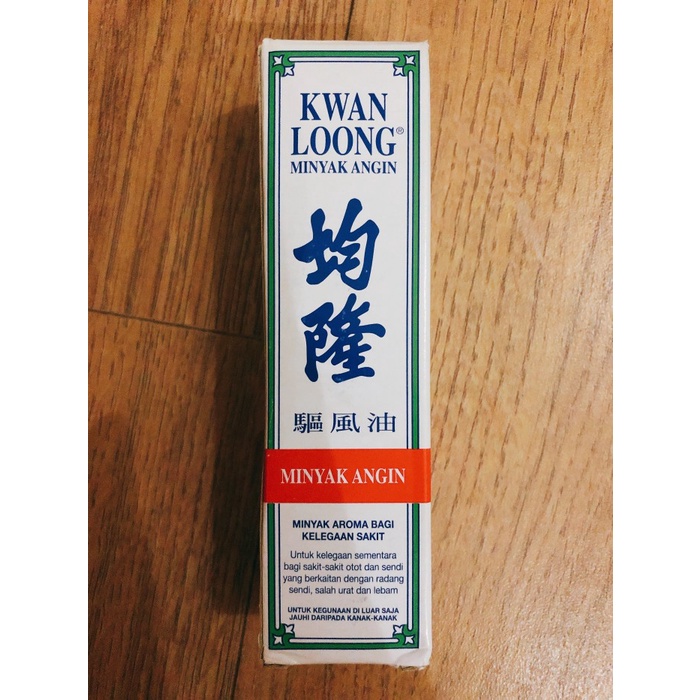 KWAN
LOONG®
MINYAK ANGIN
均
隆
驅風油
MINYAK ANGIN
MINYAK AROMA BAGI
KELEGAAN SAKIT
Untuk kelegaan sementara
bagi sakit-sakit otot dan sendi
yang berkaitan dengan radang
sendi, salah urat dan lebam
UNTUK KEGUNAAN DI LUAR SAJA
JAUHI DARIPADA KANAK-KANAK